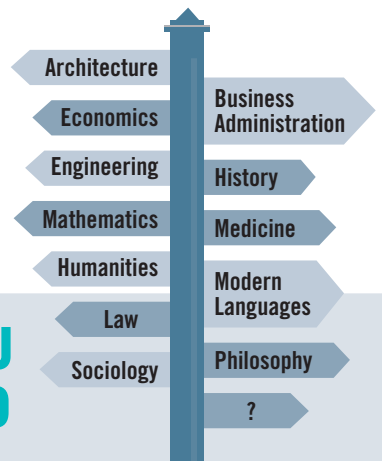 Architecture
Economics
Engineering
Mathematics
Humanities
Law
Sociology
Business
Administration
History
Medicine
Modern
Languages
Philosophy
?